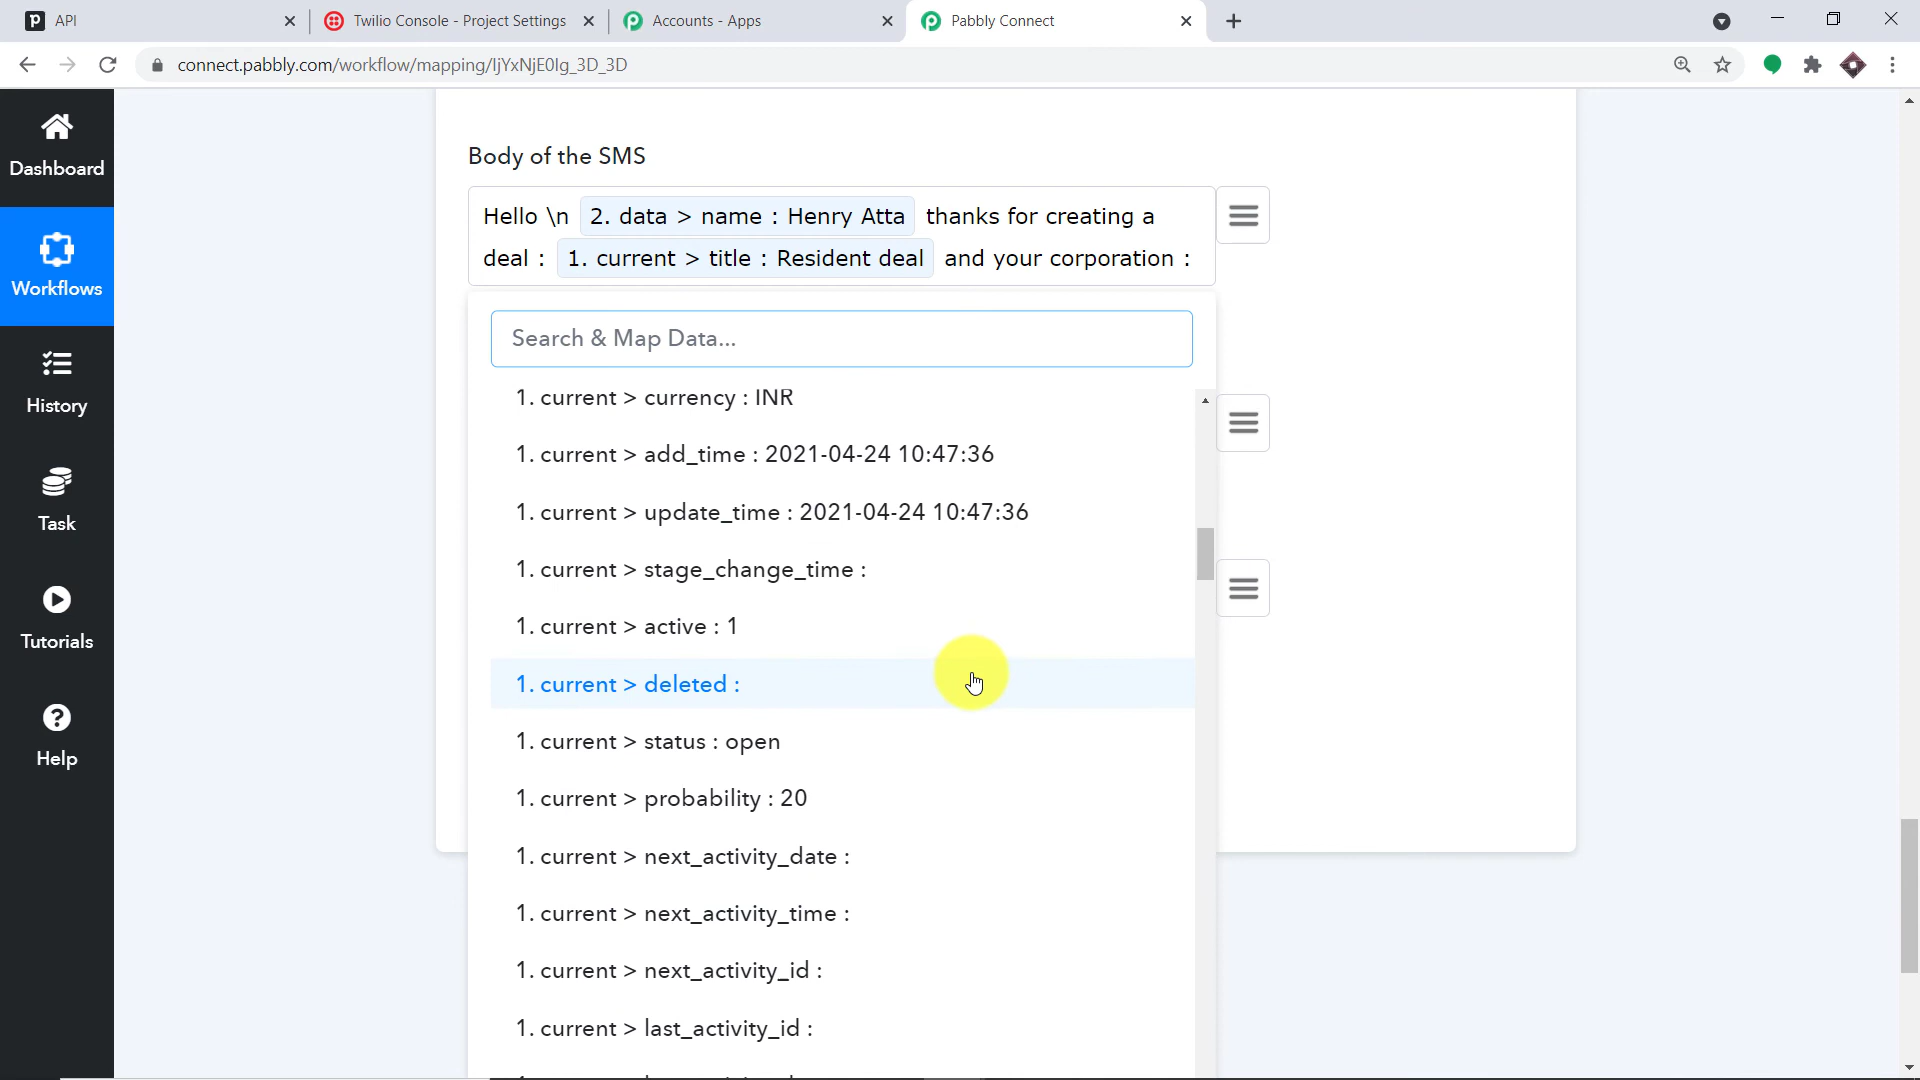 API
Twilio Console - Project Settings
Accounts - Apps
Pabbly Connect
connect.pabbly.com/workflow/mapping/IjYxNjE0Ig_3D_3D
Dashboard
Workflows
History
Task
Tutorials
Help
Body of the SMS
Hello \n 2. data > name : Henry Atta thanks for creating a
deal : 1. current > title : Resident deal and your corporation :
Search & Map Data...
1. current > currency : INR
1. current > add_time : 2021-04-24 10:47:36
1. current > update_time : 2021-04-24 10:47:36
1. current > stage_change_time :
1. current > active : 1
1. current > deleted :
1. current > status : open
1. current > probability : 20
1. current > next_activity_date :
1. current > next_activity_time :
1. current > next_activity_id :
1. current > last_activity_id :